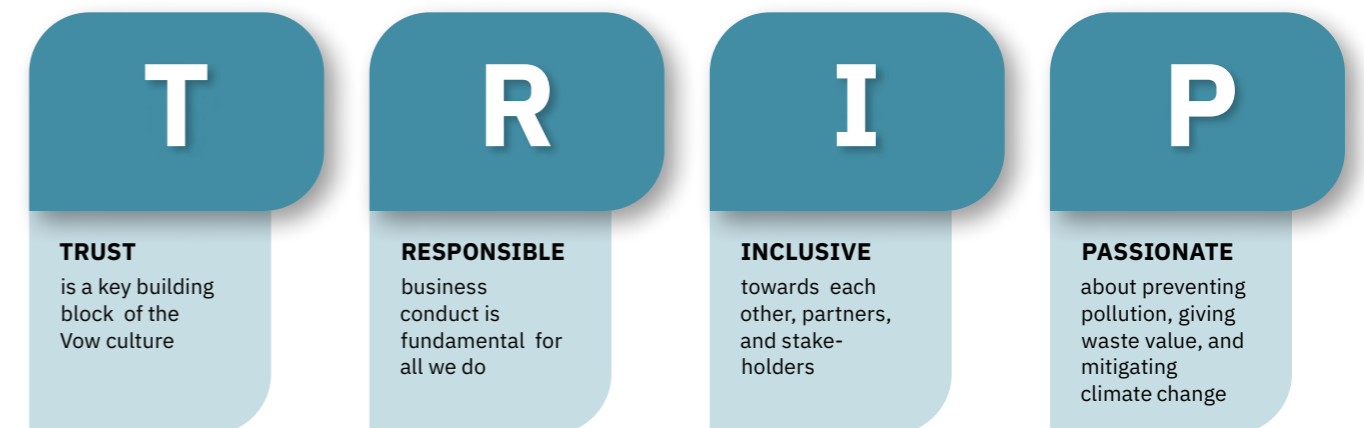 T
TRUST
is a key building
block of the
Vow culture
R
RESPONSIBLE
business
conduct is
fundamental for
all we do
I
INCLUSIVE
towards each
other, partners,
and stake-
holders
P
PASSIONATE
about preventing
pollution, giving
waste value, and
mitigating
climate change